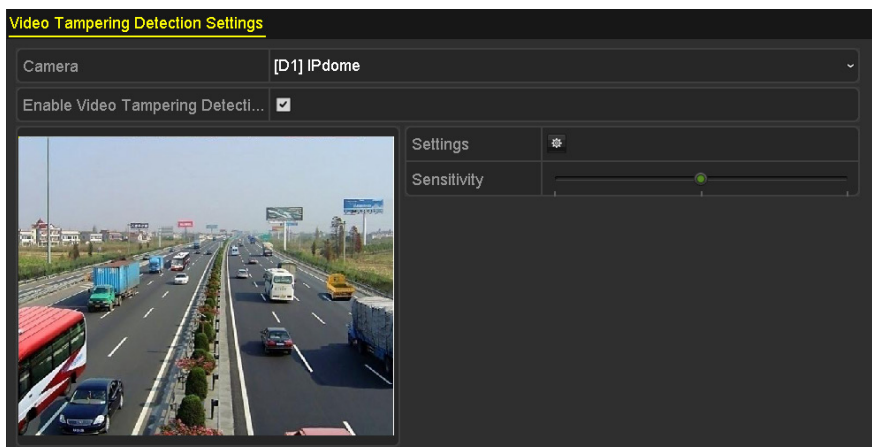 Video Tampering Detection Settings
Camera [D1] IPdome
Enable Video Tampering Detecti...
Settings
Sensitivity